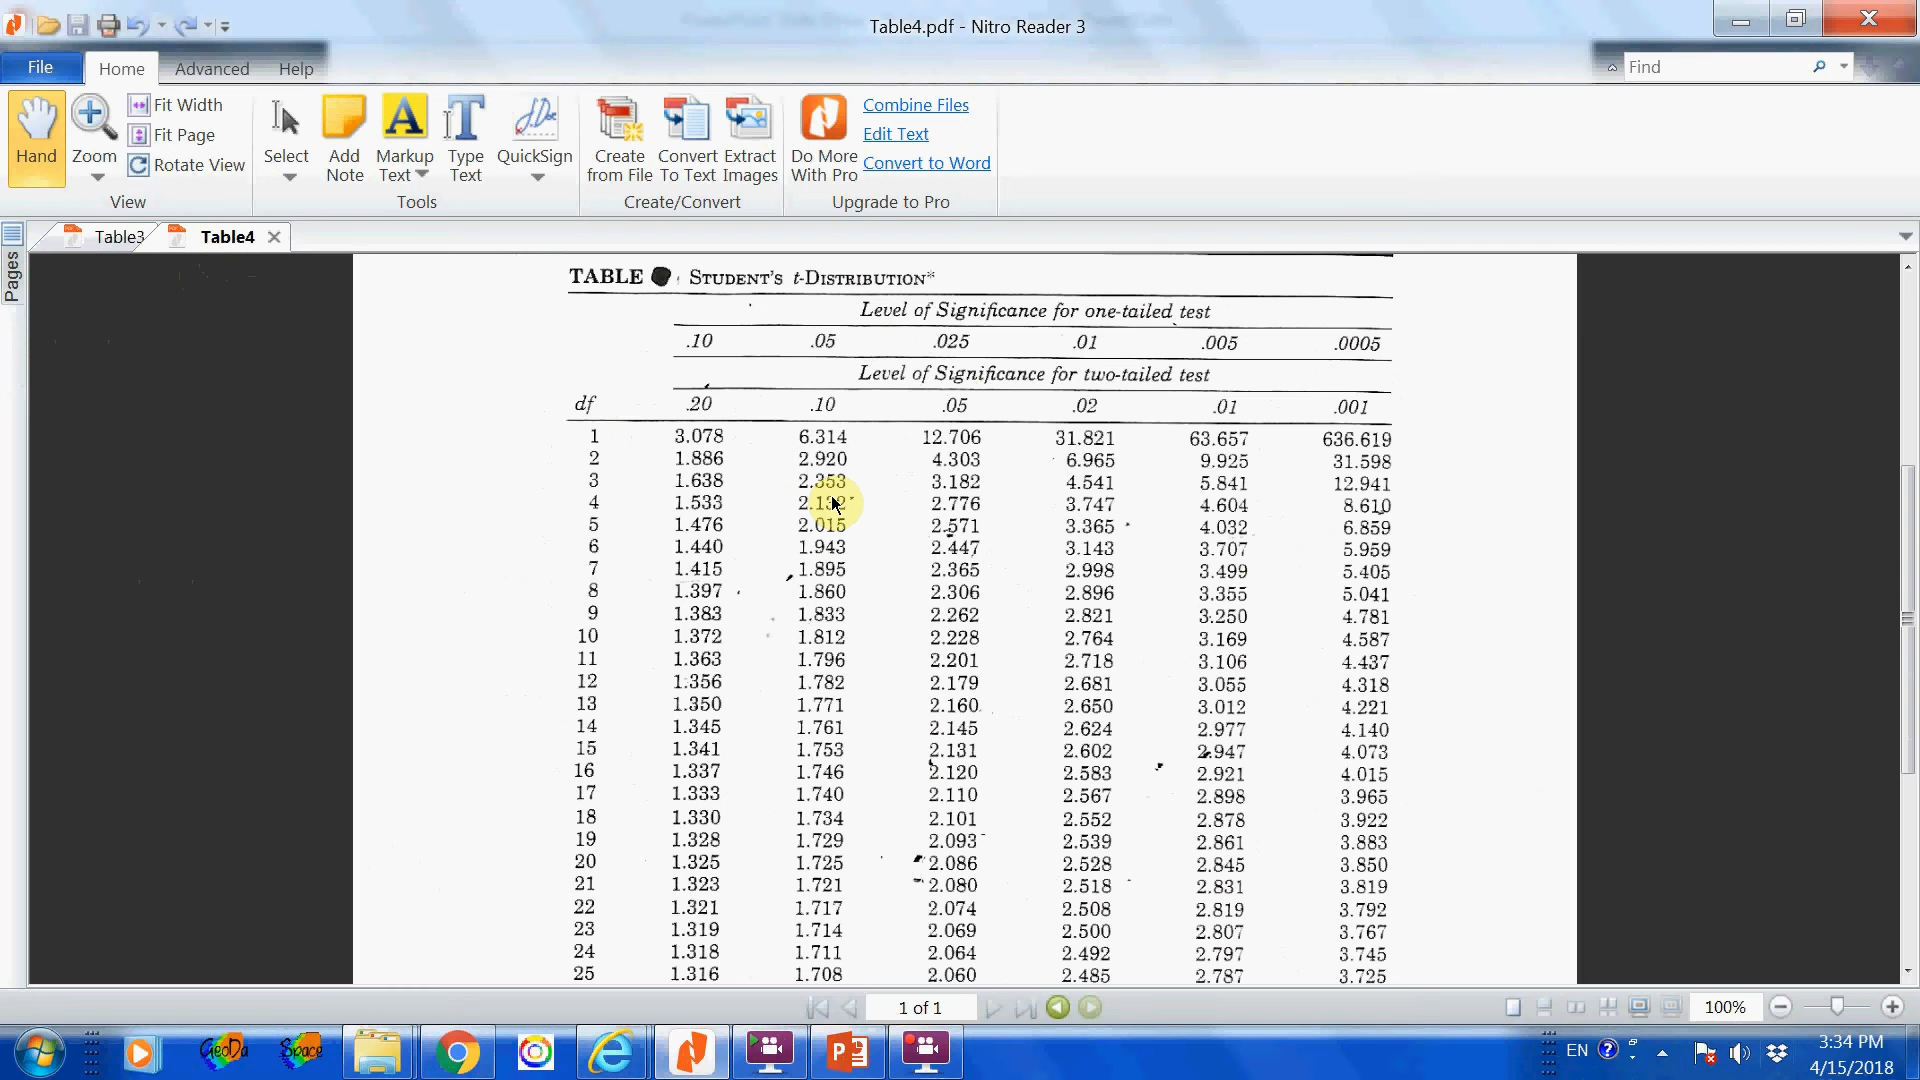 Table4.pdf - Nitro Reader 3
File Home Advanced Help
Find
Hand
Zoom
Fit Width
Fit Page
Rotate View
View
Select
Add Note
Markup Text
Type Text
QuickSign
Tools
Create from File
Convert To Text
Extract Images
Create/Convert
Do More With Pro
Combine Files
Edit Text
Convert to Word
Upgrade to Pro
Table3 Table4
Pages
TABLE STUDENT'S t-DISTRIBUTION*
Level of Significance for one-tailed test
.10 .05 .025 .01 .005 .0005
Level of Significance for two-tailed test
df .20 .10 .05 .02 .01 .001
1 3.078 6.314 12.706 31.821 63.657 636.619
2 1.886 2.920 4.303 6.965 9.925 31.598
3 1.638 2.353 3.182 4.541 5.841 12.941
4 1.533 2.132 2.776 3.747 4.604 8.610
5 1.476 2.015 2.571 3.365 4.032 6.859
6 1.440 1.943 2.447 3.143 3.707 5.959
7 1.415 1.895 2.365 2.998 3.499 5.405
8 1.397 1.860 2.306 2.896 3.355 5.041
9 1.383 1.833 2.262 2.821 3.250 4.781
10 1.372 1.812 2.228 2.764 3.169 4.587
11 1.363 1.796 2.201 2.718 3.106 4.437
12 1.356 1.782 2.179 2.681 3.055 4.318
13 1.350 1.771 2.160 2.650 3.012 4.221
14 1.345 1.761 2.145 2.624 2.977 4.140
15 1.341 1.753 2.131 2.602 2.947 4.073
16 1.337 1.746 2.120 2.583 2.921 4.015
17 1.333 1.740 2.110 2.567 2.898 3.965
18 1.330 1.734 2.101 2.552 2.878 3.922
19 1.328 1.729 2.093 2.539 2.861 3.883
20 1.325 1.725 2.086 2.528 2.845 3.850
21 1.323 1.721 2.080 2.518 2.831 3.819
22 1.321 1.717 2.074 2.508 2.819 3.792
23 1.319 1.714 2.069 2.500 2.807 3.767
24 1.318 1.711 2.064 2.492 2.797 3.745
25 1.316 1.708 2.060 2.485 2.787 3.725
1 of 1
100%
GeoDa
Space
EN
3:34 PM
4/15/2018